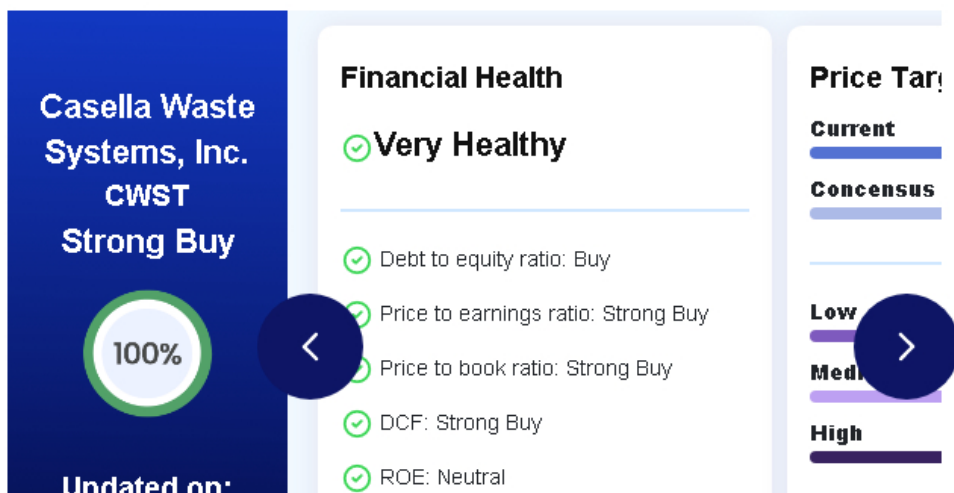 Casella Waste
Systems, Inc.
CWST
Strong Buy
100%
Updated on:
Financial Health
Very Healthy
Debt to equity ratio: Buy
Price to earnings ratio: Strong Buy
Price to book ratio: Strong Buy
DCF: Strong Buy
ROE: Neutral
Price
Current
Concensus
Low
High